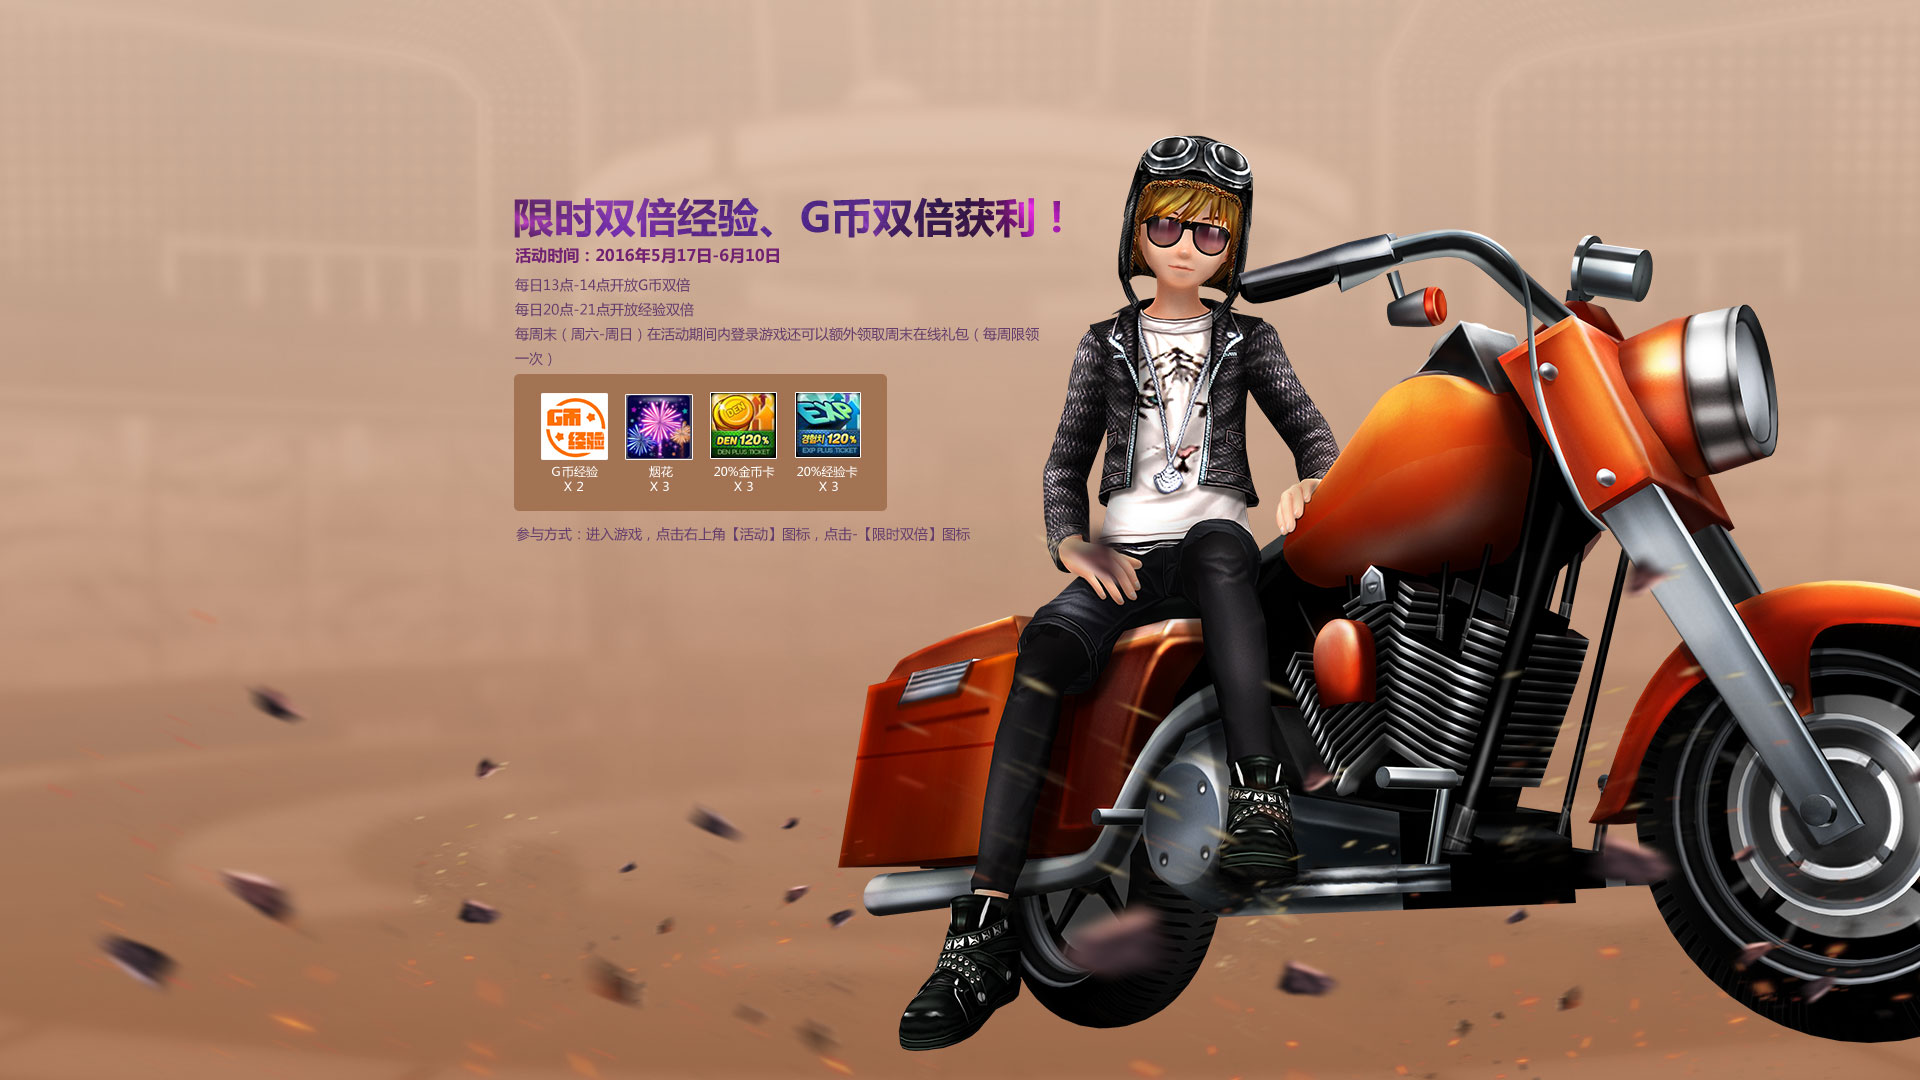 限时双倍经验、G币双倍获利！
活动时间：2016年5月17日-6月10日
每日13点-14点开放G币双倍
每日20点-21点开放经验双倍
每周末（周六-周日）在活动期间内登录游戏还可以额外领取周末在线礼包（每周限领
一次）
G币
经验
DEN
DEN 120%
DEN PLUS TICKET
EXP
경험치 120%
EXP PLUS TICKET
G币经验
X 2
烟花
X 3
20%金币卡
X 3
20%经验卡
X 3
参与方式：进入游戏，点击右上角【活动】图标，点击-【限时双倍】图标